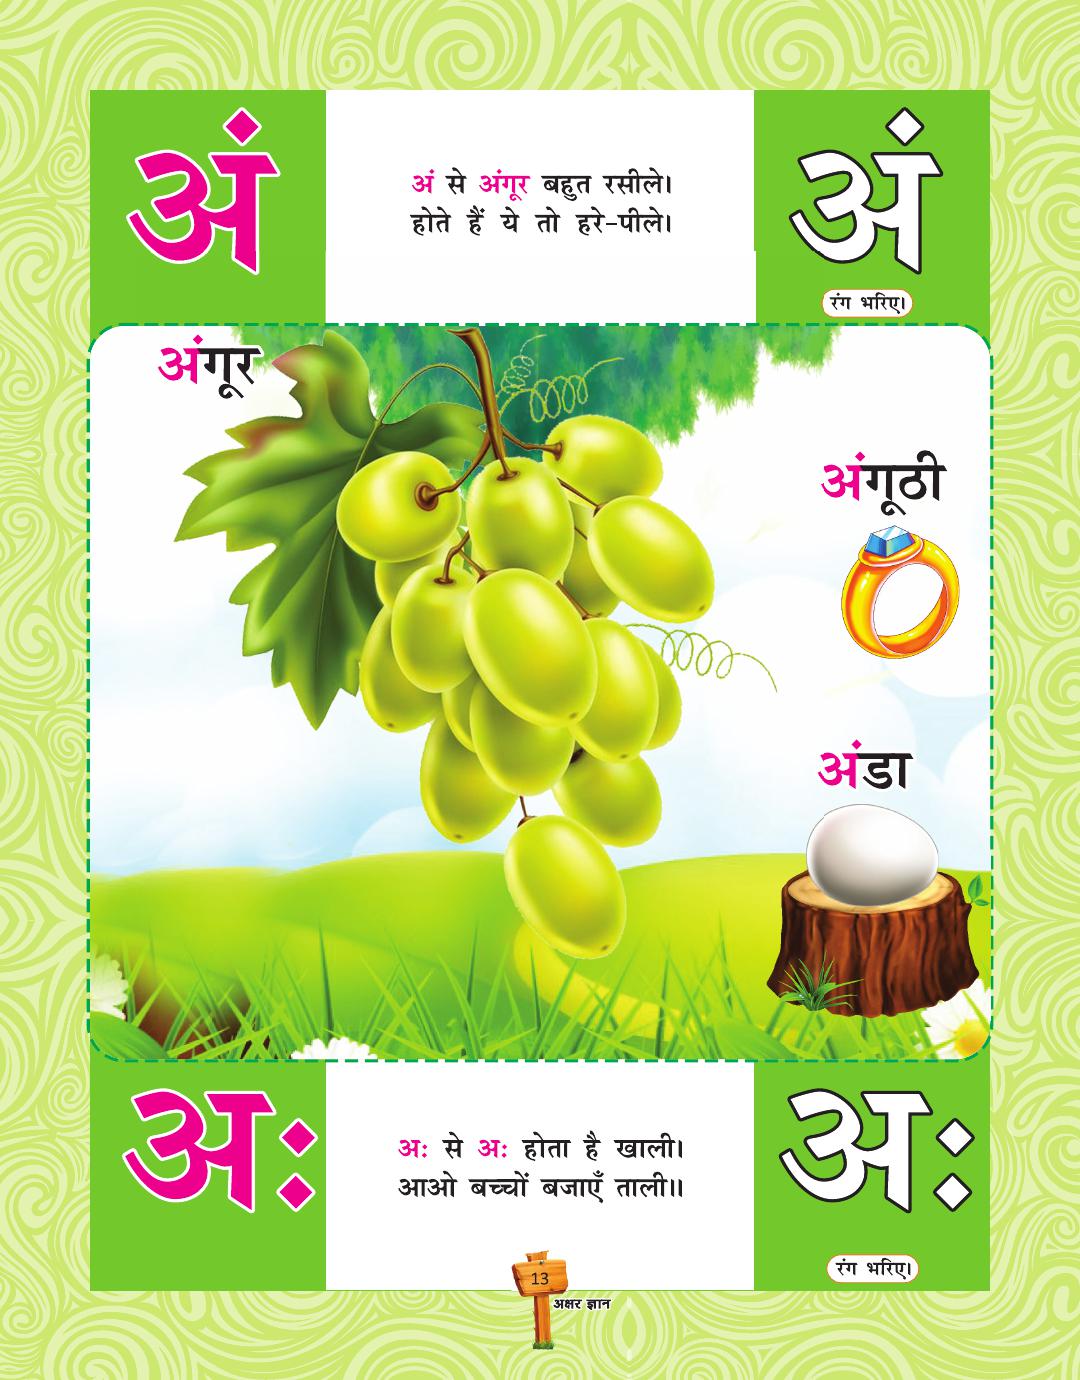 अं
अं से अंगूर बहुत रसीले।
होते हैं ये तो हरे-पीले।
अं
रंग भरिए।
अंगूर
अंगूठी
अंडा
अः
अः से अः होता है खाली।
आओ बच्चों बजाएँ ताली॥
अः
रंग भरिए।
13
अक्षर ज्ञान